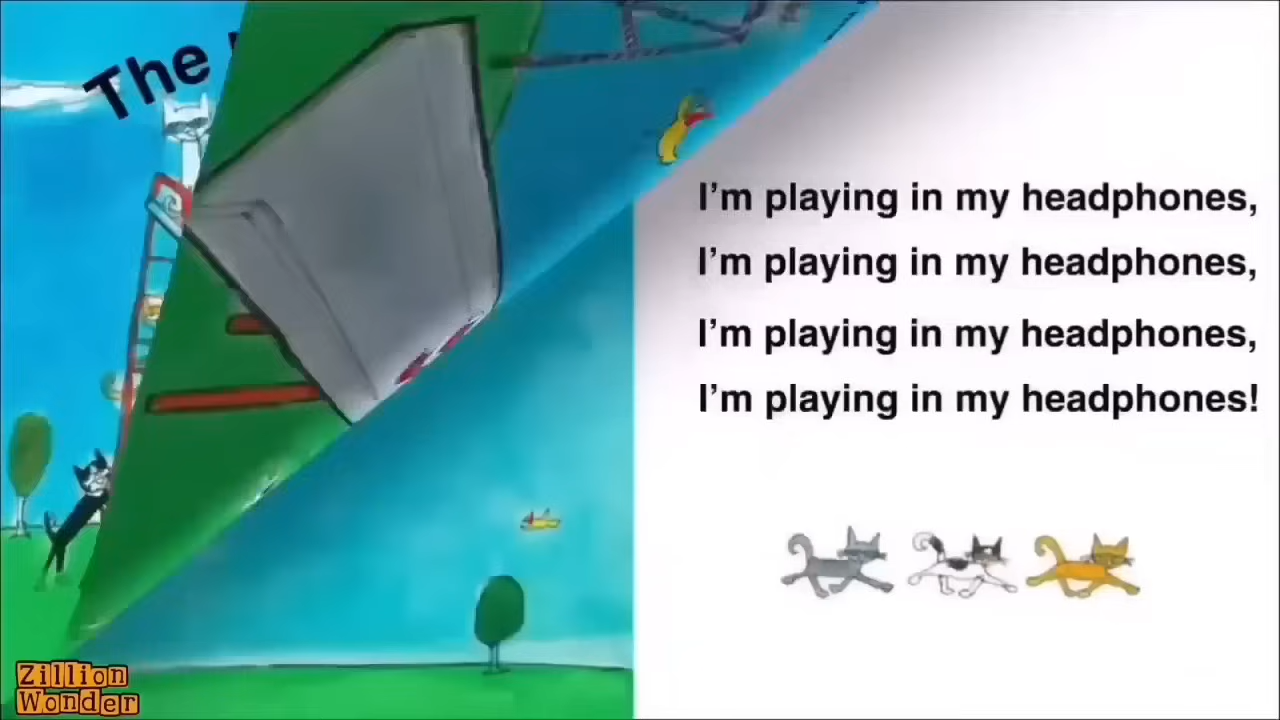 The
I'm playing in my headphones,
I'm playing in my headphones,
I'm playing in my headphones,
I'm playing in my headphones!
Zillion
Wonder